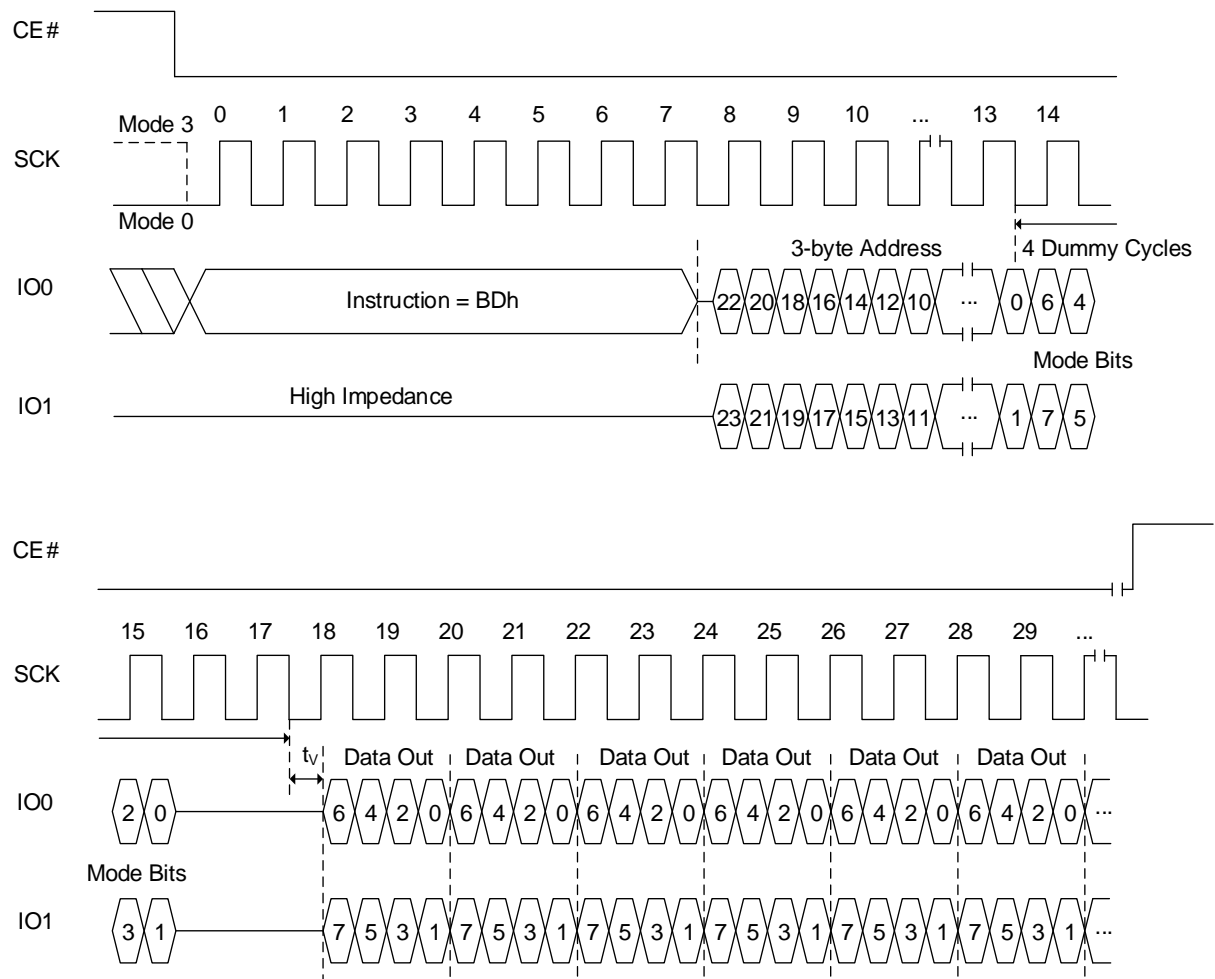 CE#
0 1 2 3 4 5 6 7 8 9 10 ... 13 14
Mode 3
SCK
Mode 0
3-byte Address 4 Dummy Cycles
IO0 Instruction = BDh 22 20 18 16 14 12 10 ... 0 6 4
Mode Bits
High Impedance
IO1 23 21 19 17 15 13 11 ... 1 7 5
CE#
15 16 17 18 19 20 21 22 23 24 25 26 27 28 29 ...
SCK
tV Data Out Data Out Data Out Data Out Data Out Data Out
IO0 2 0 6 4 2 0 6 4 2 0 6 4 2 0 6 4 2 0 6 4 2 0 6 4 2 0 ...
Mode Bits
IO1 3 1 7 5 3 1 7 5 3 1 7 5 3 1 7 5 3 1 7 5 3 1 7 5 3 1 ...